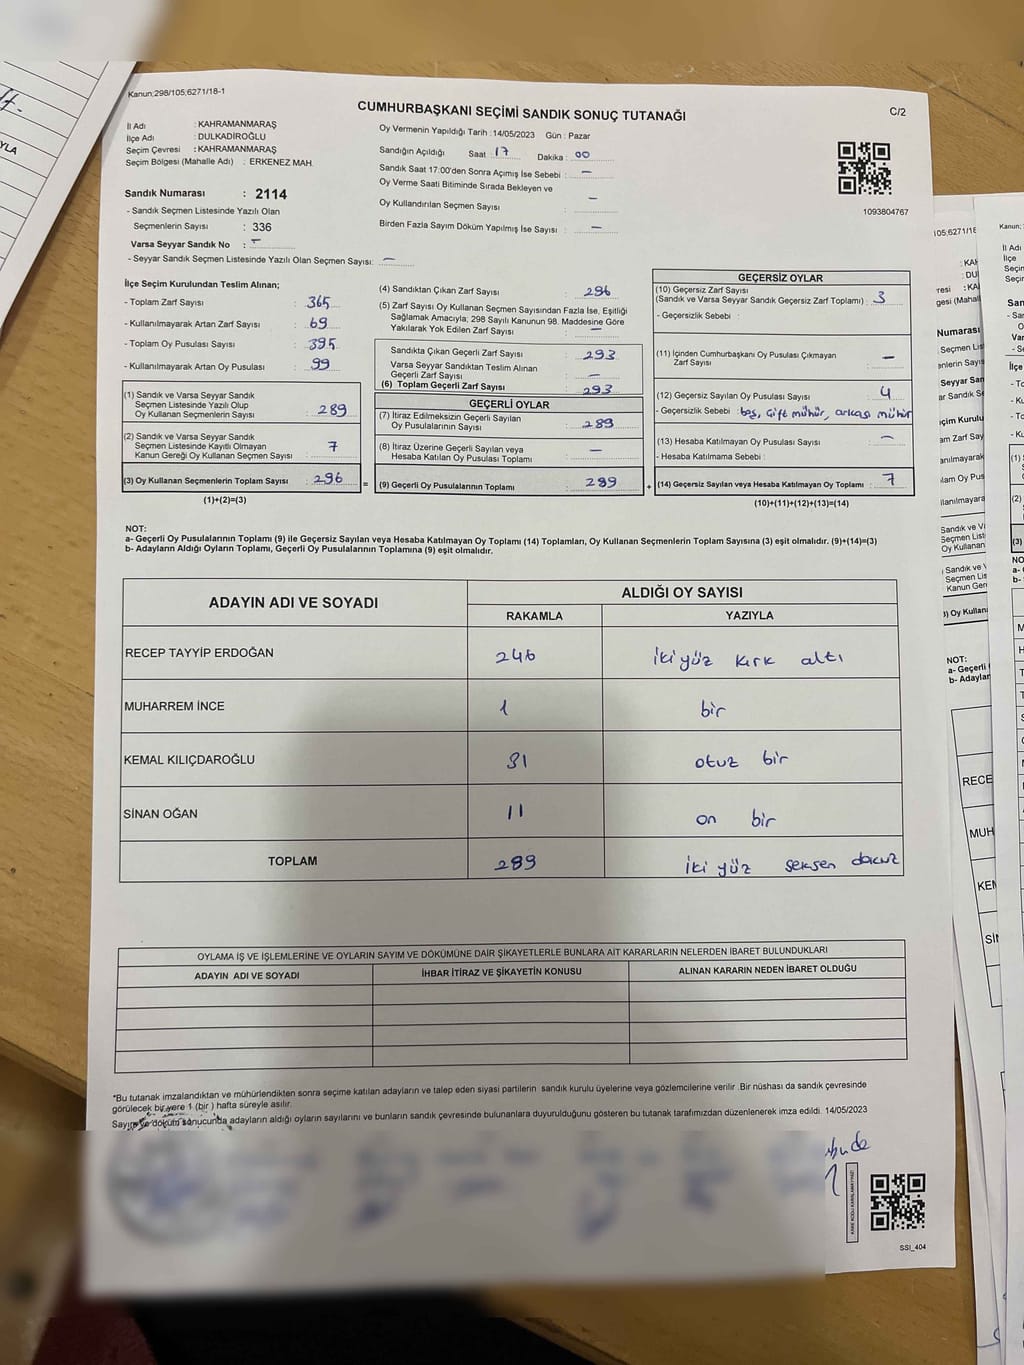 Kanun;298/105;6271/18-1
CUMHURBAŞKANI SEÇİMİ SANDIK SONUÇ TUTANAĞI
C/2
İl Adı : KAHRAMANMARAŞ
İlçe Adı : DULKADİROĞLU
Seçim Çevresi : KAHRAMANMARAŞ
Seçim Bölgesi (Mahalle Adı) : ERKENEZ MAH.
Sandık Numarası : 2114
- Sandık Seçmen Listesinde Yazılı Olan
Seçmenlerin Sayısı : 336
Varsa Seyyar Sandık No : -
- Seyyar Sandık Seçmen Listesinde Yazılı Olan Seçmen Sayısı: -
Oy Vermenin Yapıldığı Tarih :14/05/2023 Gün : Pazar
Sandığın Açıldığı Saat 17 Dakika : 00
Sandık Saat 17:00'den Sonra Açımış İse Sebebi : -
Oy Verme Saati Bitiminde Sırada Bekleyen ve
Oy Kullandırılan Seçmen Sayısı : -
Birden Fazla Sayım Döküm Yapılmış İse Sayısı : -
1093804767
İlçe Seçim Kurulundan Teslim Alınan;
- Toplam Zarf Sayısı : 365
- Kullanılmayarak Artan Zarf Sayısı : 69
- Toplam Oy Pusulası Sayısı : 395
- Kullanılmayarak Artan Oy Pusulası : 99
(1) Sandık ve Varsa Seyyar Sandık
Seçmen Listesinde Yazılı Olup
Oy Kullanan Seçmenlerin Sayısı : 289
(2) Sandık ve Varsa Seyyar Sandık
Seçmen Listesinde Kayıtlı Olmayan
Kanun Gereği Oy Kullanan Seçmen Sayısı : 7
(3) Oy Kullanan Seçmenlerin Toplam Sayısı : 296 =
(1)+(2)=(3)
(4) Sandıktan Çıkan Zarf Sayısı : 296
(5) Zarf Sayısı Oy Kullanan Seçmen Sayısından Fazla İse, Eşitliği
Sağlamak Amacıyla; 298 Sayılı Kanunun 98. Maddesine Göre
Yakılarak Yok Edilen Zarf Sayısı : -
Sandıkta Çıkan Geçerli Zarf Sayısı : 293
Varsa Seyyar Sandıktan Teslim Alınan
Geçerli Zarf Sayısı : -
(6) Toplam Geçerli Zarf Sayısı : 293
GEÇERLİ OYLAR
(7) İtiraz Edilmeksizin Geçerli Sayılan
Oy Pusulalarının Sayısı : 289
(8) İtiraz Üzerine Geçerli Sayılan veya
Hesaba Katılan Oy Pusulası Toplamı : -
(9) Geçerli Oy Pusulalarının Toplamı : 289 +
GEÇERSİZ OYLAR
(10) Geçersiz Zarf Sayısı
(Sandık ve Varsa Seyyar Sandık Geçersiz Zarf Toplamı) : 3
- Geçersizlik Sebebi :
(11) İçinden Cumhurbaşkanı Oy Pusulası Çıkmayan
Zarf Sayısı : -
(12) Geçersiz Sayılan Oy Pusulası Sayısı : 4
- Geçersizlik Sebebi : boş, çift mühür, arkası mühür
(13) Hesaba Katılmayan Oy Pusulası Sayısı : -
- Hesaba Katılmama Sebebi :
(14) Geçersiz Sayılan veya Hesaba Katılmayan Oy Toplamı : 7
(10)+(11)+(12)+(13)=(14)
NOT:
a- Geçerli Oy Pusulalarının Toplamı (9) ile Geçersiz Sayılan veya Hesaba Katılmayan Oy Toplamı (14) Toplamları, Oy Kullanan Seçmenlerin Toplam Sayısına (3) eşit olmalıdır. (9)+(14)=(3)
b- Adayların Aldığı Oyların Toplamı, Geçerli Oy Pusulalarının Toplamına (9) eşit olmalıdır.
ADAYIN ADI VE SOYADI
ALDIĞI OY SAYISI
RAKAMLA YAZIYLA
RECEP TAYYİP ERDOĞAN 246 iki yüz kırk altı
MUHARREM İNCE 1 bir
KEMAL KILIÇDAROĞLU 31 otuz bir
SİNAN OĞAN 11 on bir
TOPLAM 289 iki yüz seksen dokuz
OYLAMA İŞ VE İŞLEMLERİNE VE OYLARIN SAYIM VE DÖKÜMÜNE DAİR ŞİKAYETLERLE BUNLARA AİT KARARLARIN NELERDEN İBARET BULUNDUKLARI
ADAYIN ADI VE SOYADI İHBAR İTİRAZ VE ŞİKAYETİN KONUSU ALINAN KARARIN NEDEN İBARET OLDUĞU
*Bu tutanak imzalandıktan ve mühürlendikten sonra seçime katılan adayların ve talep eden siyasi partilerin sandık kurulu üyelerine veya gözlemcilerine verilir .Bir nüshası da sandık çevresinde
görülecek bir yere 1 (bir ) hafta süreyle asılır.
Sayım ve döküm sonucunda adayların aldığı oyların sayılarını ve bunların sandık çevresinde bulunanlara duyurulduğunu gösteren bu tutanak tarafımızdan düzenlenerek imza edildi. 14/05/2023
SSI_404